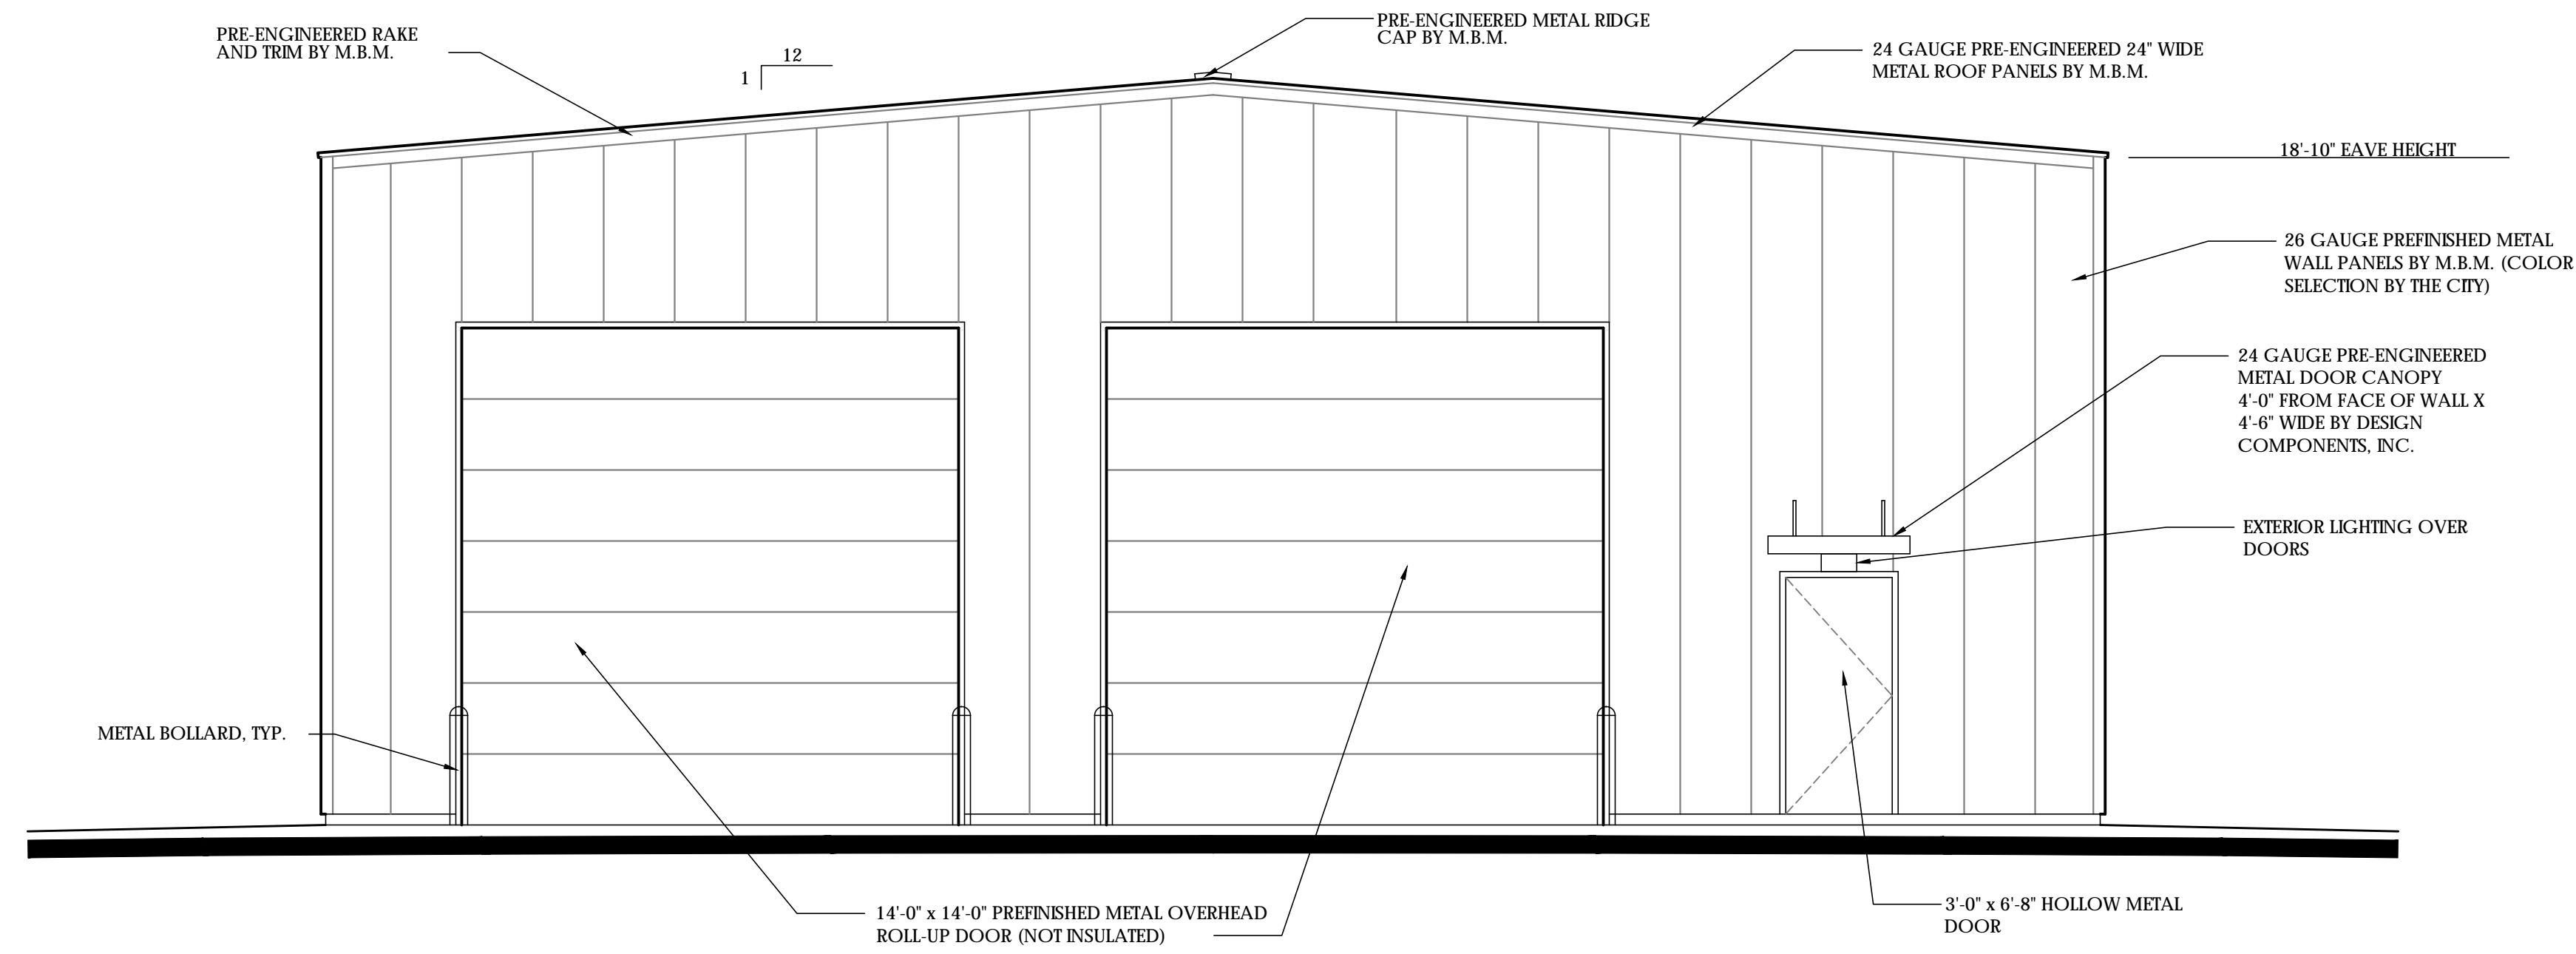 PRE-ENGINEERED RAKE
AND TRIM BY M.B.M.
12
1
PRE-ENGINEERED METAL RIDGE
CAP BY M.B.M.
24 GAUGE PRE-ENGINEERED 24" WIDE
METAL ROOF PANELS BY M.B.M.
18'-10" EAVE HEIGHT
26 GAUGE PREFINISHED METAL
WALL PANELS BY M.B.M. (COLOR
SELECTION BY THE CITY)
24 GAUGE PRE-ENGINEERED
METAL DOOR CANOPY
4'-0" FROM FACE OF WALL X
4'-6" WIDE BY DESIGN
COMPONENTS, INC.
EXTERIOR LIGHTING OVER
DOORS
METAL BOLLARD, TYP.
14'-0" x 14'-0" PREFINISHED METAL OVERHEAD
ROLL-UP DOOR (NOT INSULATED)
3'-0" x 6'-8" HOLLOW METAL
DOOR